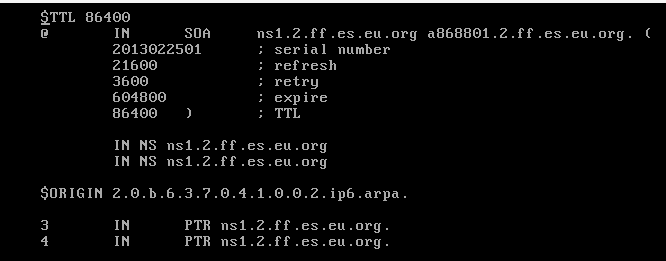 $TTL 86400
@ IN SOA ns1.2.ff.es.eu.org a868801.2.ff.es.eu.org. (
2013022501 ; serial number
21600 ; refresh
3600 ; retry
604800 ; expire
86400 ) ; TTL
IN NS ns1.2.ff.es.eu.org
IN NS ns1.2.ff.es.eu.org
$ORIGIN 2.0.b.6.3.7.0.4.1.0.0.2.ip6.arpa.
3 IN PTR ns1.2.ff.es.eu.org.
4 IN PTR ns1.2.ff.es.eu.org.